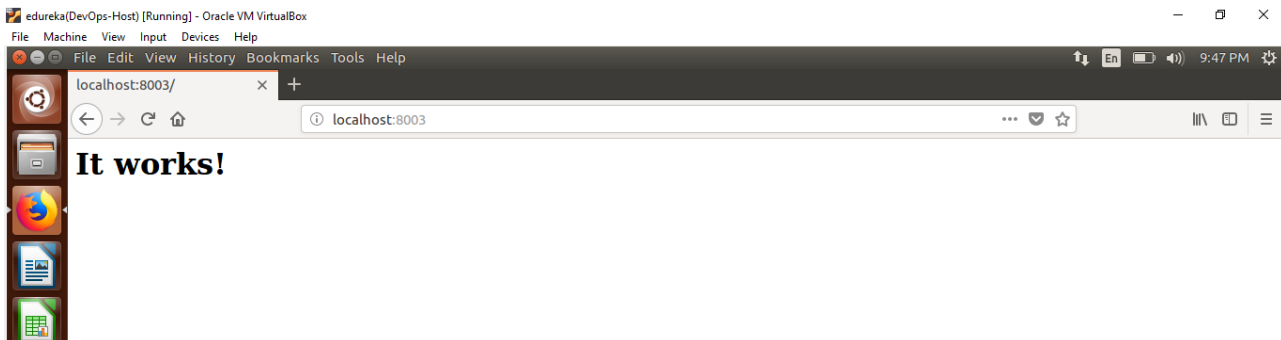 edureka(DevOps-Host) [Running] - Oracle VM VirtualBox
File Machine View Input Devices Help
File Edit View History Bookmarks Tools Help En 9:47 PM
localhost:8003/
localhost:8003
It works!